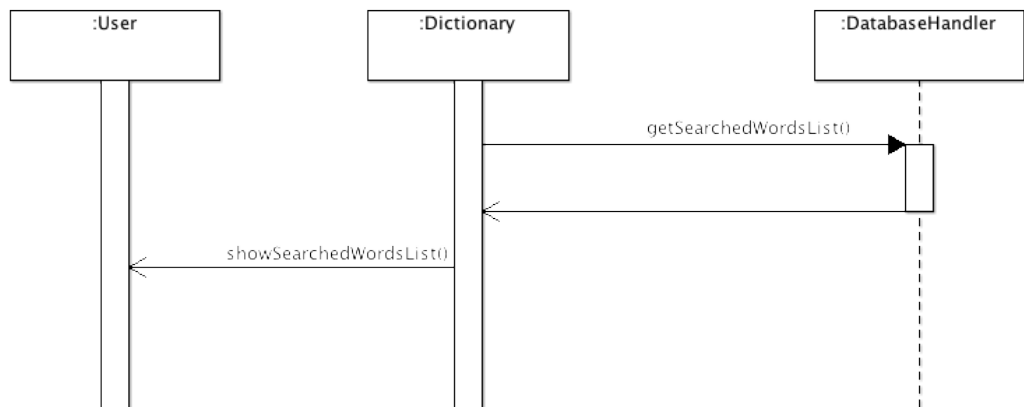 :User
:Dictionary
:DatabaseHandler
getSearchedWordsList()
showSearchedWordsList()